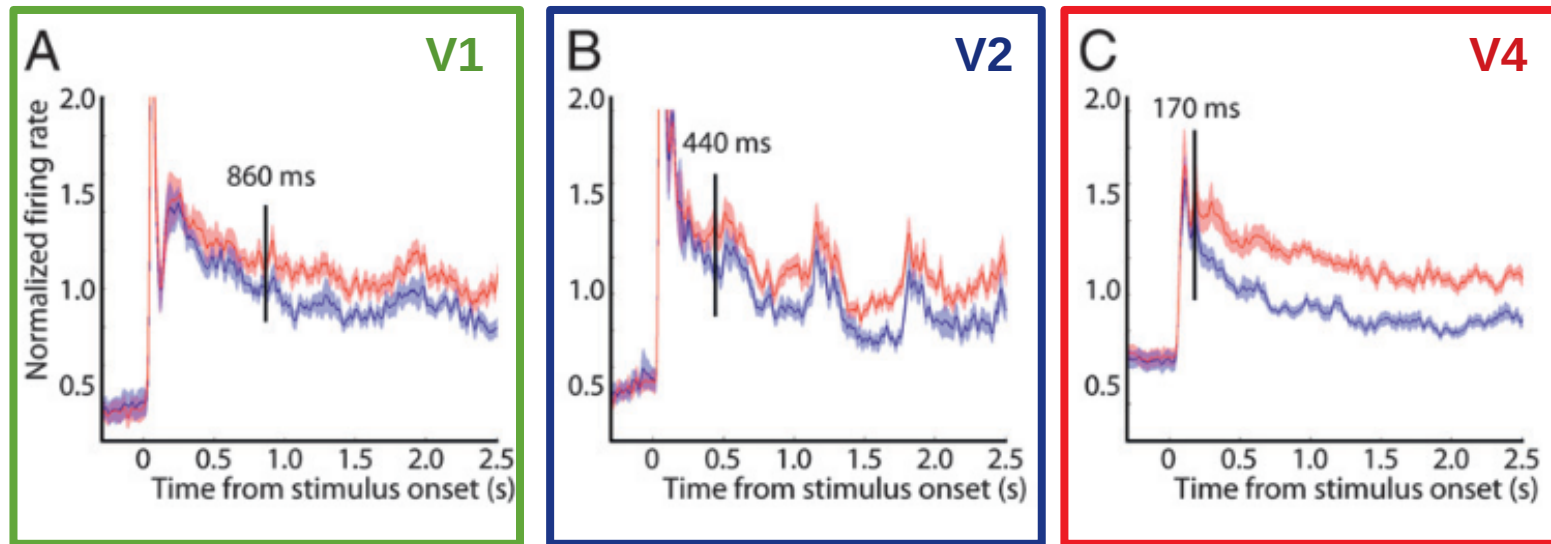 A
V1
Normalized firing rate
2.0
1.5
1.0
0.5
860 ms
0 0.5 1.0 1.5 2.0 2.5
Time from stimulus onset (s)
B
V2
2.0
1.5
1.0
0.5
440 ms
0 0.5 1.0 1.5 2.0 2.5
Time from stimulus onset (s)
C
V4
2.0
1.5
1.0
0.5
170 ms
0 0.5 1.0 1.5 2.0 2.5
Time from stimulus onset (s)